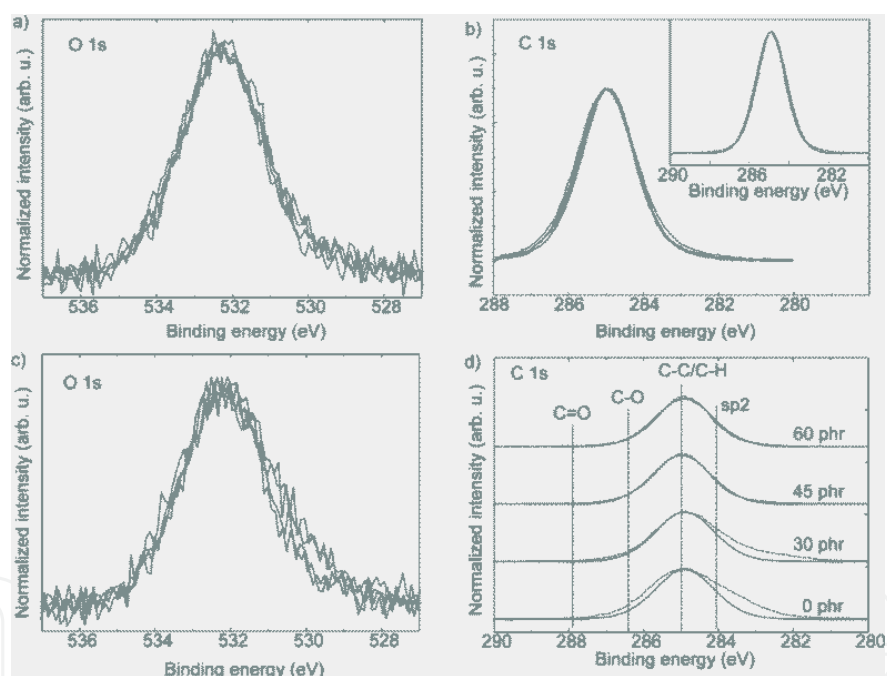 a)
O 1s
Normalized intensity (arb. u.)
536 534 532 530 528
Binding energy (eV)
b)
C 1s
Normalized intensity (arb. u.)
290 286 282
Binding energy (eV)
288 286 284 282 280
Binding energy (eV)
c)
O 1s
Normalized intensity (arb. u.)
536 534 532 530 528
Binding energy (eV)
d)
C 1s
Normalized intensity (arb. u.)
C-C/C-H
C-O
sp2
C=O
60 phr
45 phr
30 phr
0 phr
290 288 286 284 282 280
Binding energy (eV)